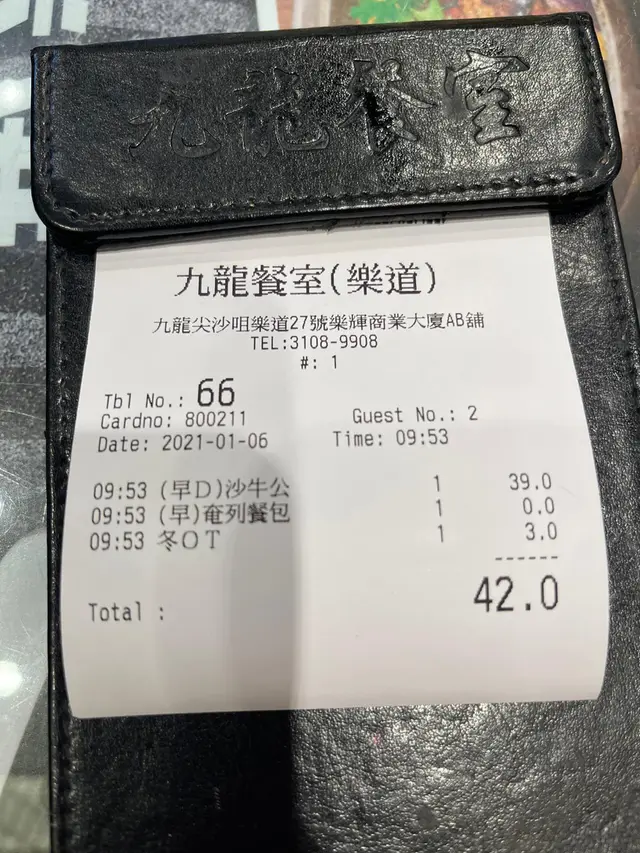 九龍餐室
九龍餐室(樂道)
九龍尖沙咀樂道27號樂輝商業大廈AB舖
TEL:3108-9908
#: 1
Tbl No.: 66
Cardno: 800211 Guest No.: 2
Date: 2021-01-06 Time: 09:53
09:53 (早D)沙牛公 1 39.0
09:53 (早)奄列餐包 1 0.0
09:53 冬OT 1 3.0
------
Total : 42.0